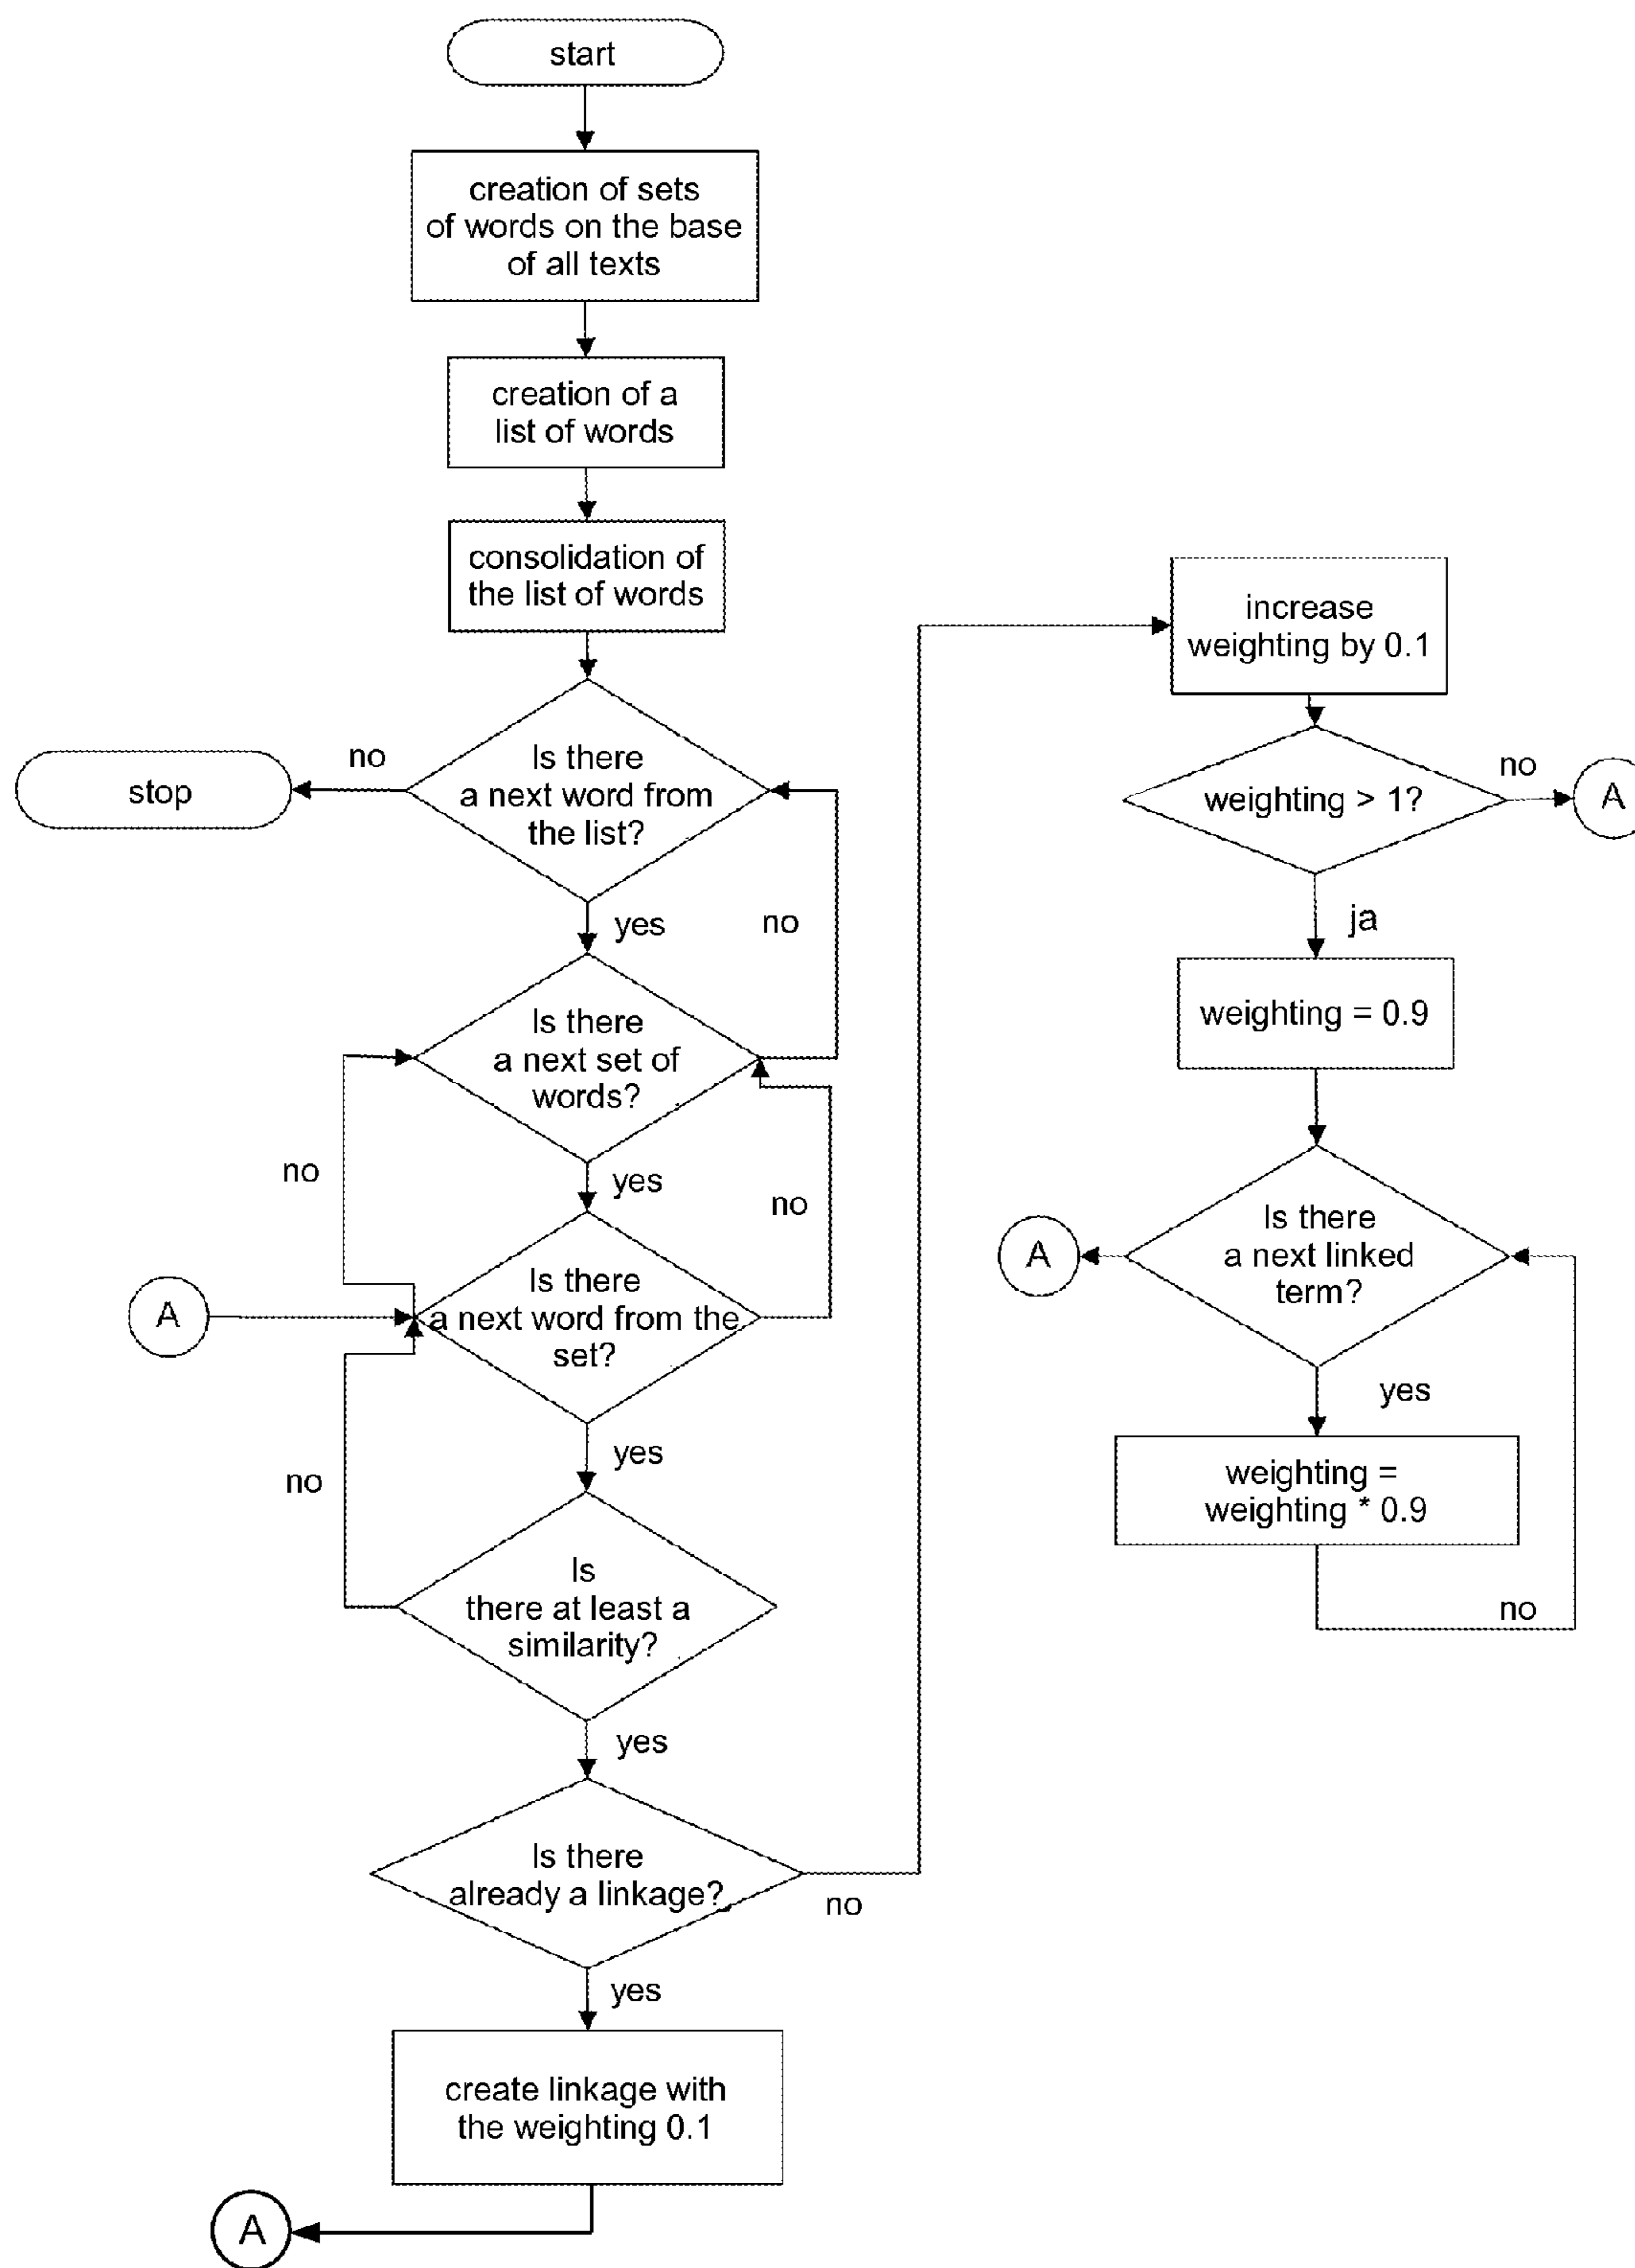 start
creation of sets
of words on the base
of all texts
creation of a
list of words
consolidation of
the list of words
Is there
a next word from
the list?
no
stop
yes
no
Is there
a next set of
words?
no
yes
no
A
Is there
a next word from the
set?
yes
no
Is
there at least a
similarity?
yes
Is there
already a linkage?
no
yes
create linkage with
the weighting 0.1
A
increase
weighting by 0.1
weighting > 1?
no
A
ja
weighting = 0.9
Is there
a next linked
term?
A
yes
weighting =
weighting * 0.9
no